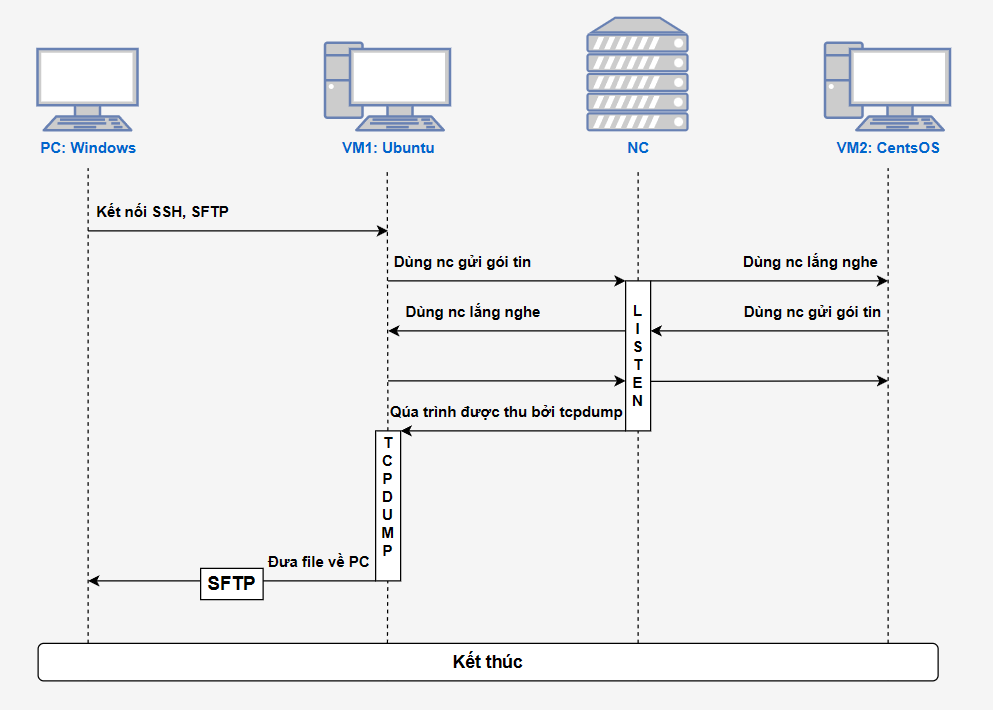 PC: Windows
VM1: Ubuntu
NC
VM2: CentsOS
Kết nối SSH, SFTP
Dùng nc gửi gói tin
Dùng nc lắng nghe
Dùng nc lắng nghe
Dùng nc gửi gói tin
LISTEN
Qúa trình được thu bởi tcpdump
TCPDUMP
Đưa file về PC
SFTP
Kết thúc